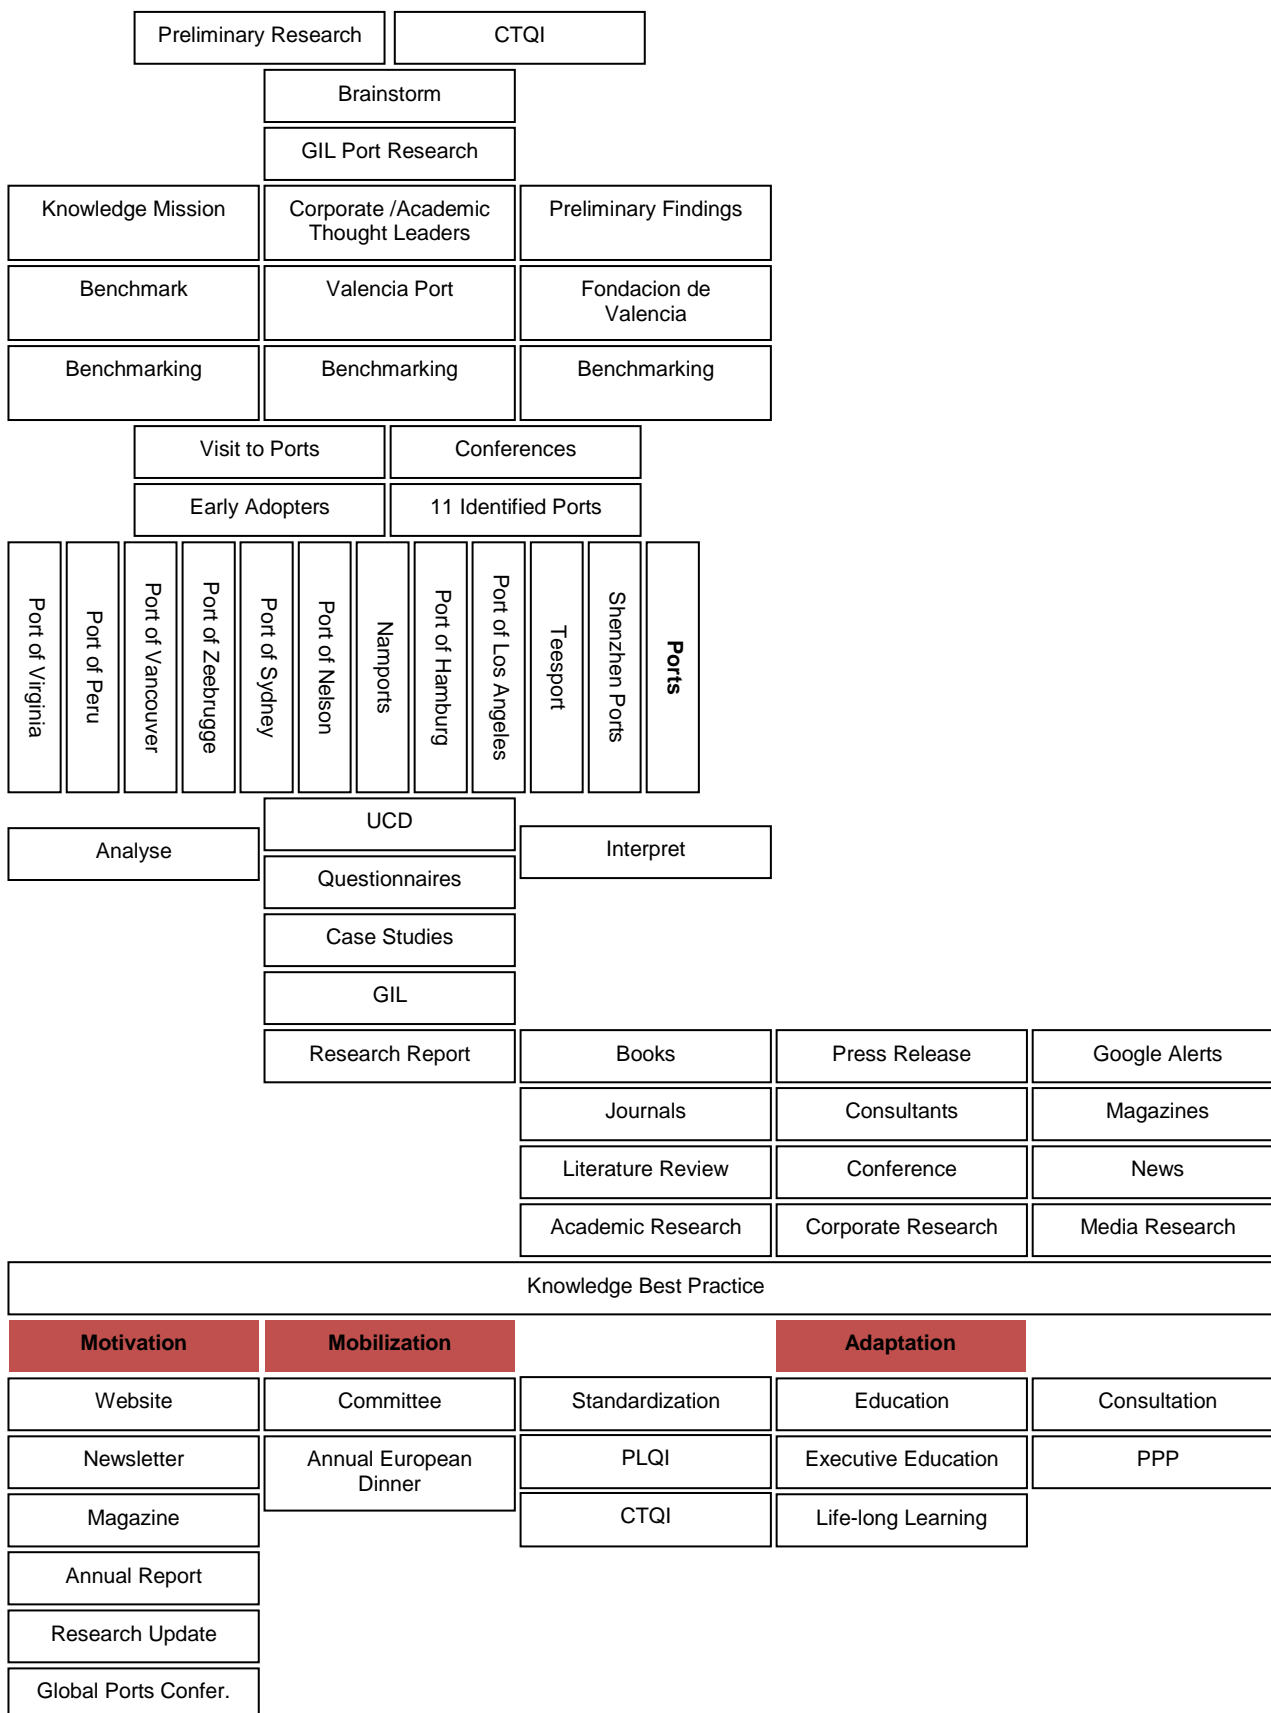 Preliminary Research
CTQI
Brainstorm
GIL Port Research
Knowledge Mission
Corporate /Academic
Thought Leaders
Preliminary Findings
Benchmark
Valencia Port
Fondacion de
Valencia
Benchmarking
Benchmarking
Benchmarking
Visit to Ports
Conferences
Early Adopters
11 Identified Ports
Port of Virginia
Port of Peru
Port of Vancouver
Port of Zeebrugge
Port of Sydney
Port of Nelson
Namports
Port of Hamburg
Port of Los Angeles
Teesport
Shenzhen Ports
Ports
UCD
Analyse
Interpret
Questionnaires
Case Studies
GIL
Research Report
Books
Press Release
Google Alerts
Journals
Consultants
Magazines
Literature Review
Conference
News
Academic Research
Corporate Research
Media Research
Knowledge Best Practice
Motivation
Mobilization
Adaptation
Website
Committee
Standardization
Education
Consultation
Newsletter
Annual European
Dinner
PLQI
Executive Education
PPP
Magazine
CTQI
Life-long Learning
Annual Report
Research Update
Global Ports Confer.